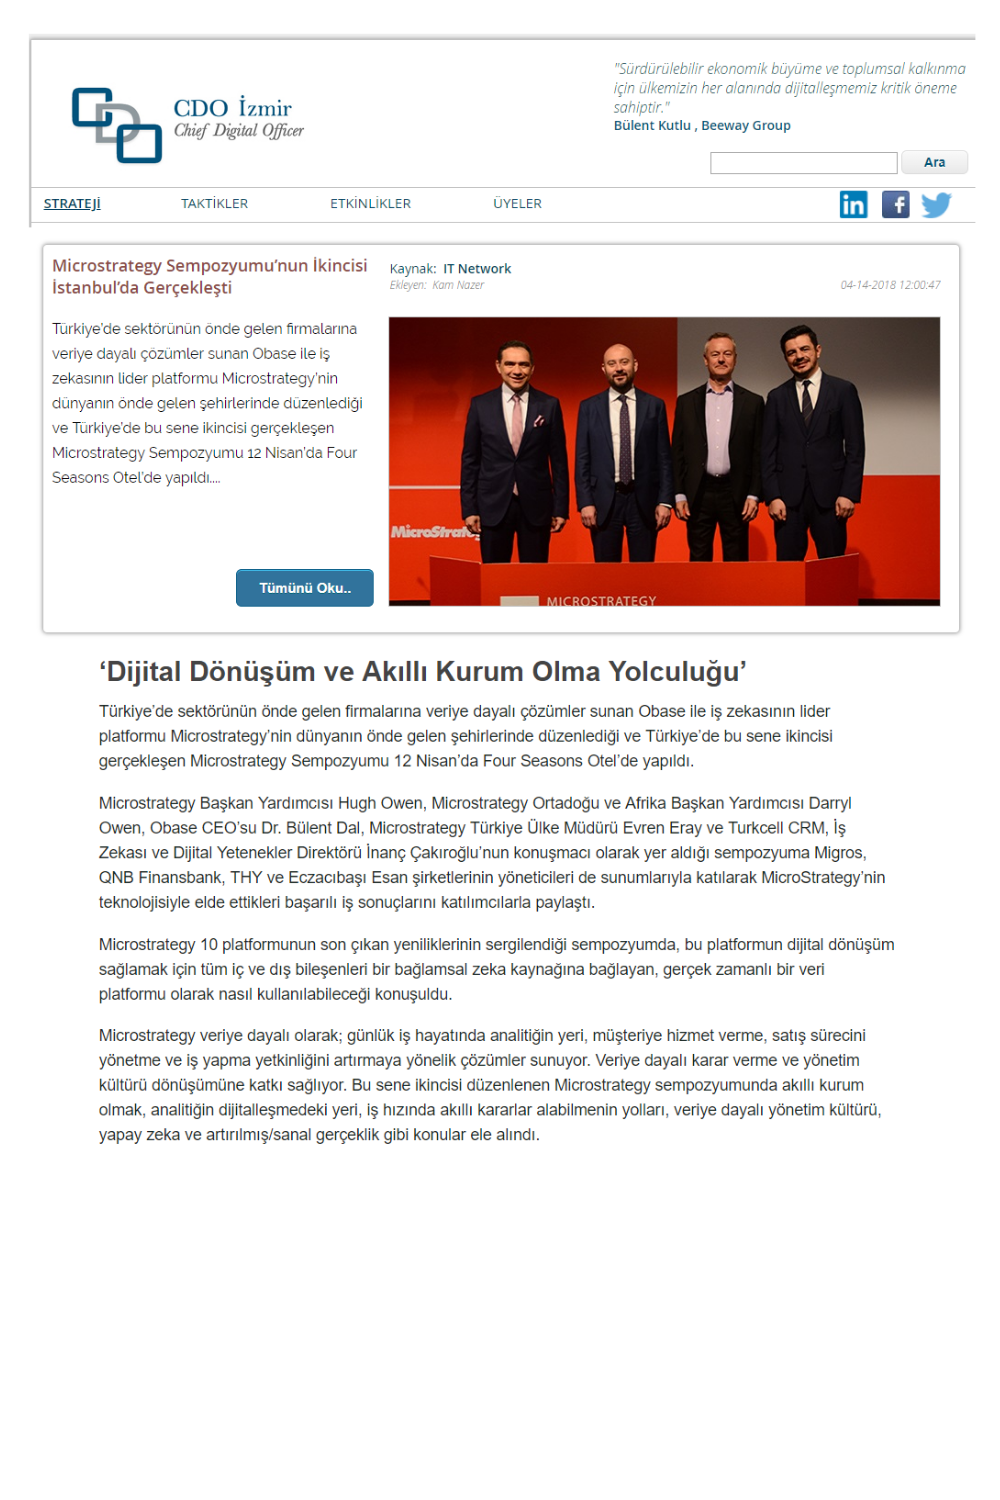 "Sürdürülebilir ekonomik büyüme ve toplumsal kalkınma
için ülkemizin her alanında dijitalleşmemiz kritik öneme
sahiptir."
Bülent Kutlu , Beeway Group
CDO İzmir
Chief Digital Officer
Ara
STRATEJİ TAKTİKLER ETKİNLİKLER ÜYELER
in f
Microstrategy Sempozyumu’nun İkincisi
İstanbul’da Gerçekleşti
Kaynak: IT Network
Ekleyen: Kam Nazer 04-14-2018 12:00:47
Türkiye’de sektörünün önde gelen firmalarına
veriye dayalı çözümler sunan Obase ile iş
zekasının lider platformu Microstrategy’nin
dünyanın önde gelen şehirlerinde düzenlediği
ve Türkiye’de bu sene ikincisi gerçekleşen
Microstrategy Sempozyumu 12 Nisan’da Four
Seasons Otel’de yapıldı....
MicroStrategy
MICROSTRATEGY
Tümünü Oku..
‘Dijital Dönüşüm ve Akıllı Kurum Olma Yolculuğu’
Türkiye’de sektörünün önde gelen firmalarına veriye dayalı çözümler sunan Obase ile iş zekasının lider
platformu Microstrategy’nin dünyanın önde gelen şehirlerinde düzenlediği ve Türkiye’de bu sene ikincisi
gerçekleşen Microstrategy Sempozyumu 12 Nisan’da Four Seasons Otel’de yapıldı.
Microstrategy Başkan Yardımcısı Hugh Owen, Microstrategy Ortadoğu ve Afrika Başkan Yardımcısı Darryl
Owen, Obase CEO’su Dr. Bülent Dal, Microstrategy Türkiye Ülke Müdürü Evren Eray ve Turkcell CRM, İş
Zekası ve Dijital Yetenekler Direktörü İnanç Çakıroğlu’nun konuşmacı olarak yer aldığı sempozyuma Migros,
QNB Finansbank, THY ve Eczacıbaşı Esan şirketlerinin yöneticileri de sunumlarıyla katılarak MicroStrategy’nin
teknolojisiyle elde ettikleri başarılı iş sonuçlarını katılımcılarla paylaştı.
Microstrategy 10 platformunun son çıkan yeniliklerinin sergilendiği sempozyumda, bu platformun dijital dönüşüm
sağlamak için tüm iç ve dış bileşenleri bir bağlamsal zeka kaynağına bağlayan, gerçek zamanlı bir veri
platformu olarak nasıl kullanılabileceği konuşuldu.
Microstrategy veriye dayalı olarak; günlük iş hayatında analitiğin yeri, müşteriye hizmet verme, satış sürecini
yönetme ve iş yapma yetkinliğini artırmaya yönelik çözümler sunuyor. Veriye dayalı karar verme ve yönetim
kültürü dönüşümüne katkı sağlıyor. Bu sene ikincisi düzenlenen Microstrategy sempozyumunda akıllı kurum
olmak, analitiğin dijitalleşmedeki yeri, iş hızında akıllı kararlar alabilmenin yolları, veriye dayalı yönetim kültürü,
yapay zeka ve artırılmış/sanal gerçeklik gibi konular ele alındı.